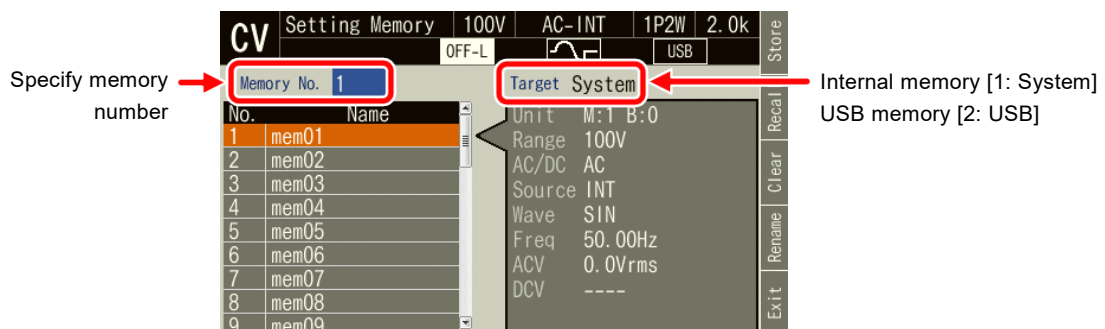 CV Setting Memory 100V AC-INT 1P2W 2.0k
OFF-L USB
Specify memory
number
Memory No. 1
Target System
Internal memory [1: System]
USB memory [2: USB]
No. Name
1 mem01
2 mem02
3 mem03
4 mem04
5 mem05
6 mem06
7 mem07
8 mem08
9 mem09
Unit M:1 B:0
Range 100V
AC/DC AC
Source INT
Wave SIN
Freq 50.00Hz
ACV 0.0Vrms
DCV ----
Store
Recal
Clear
Rename
Exit